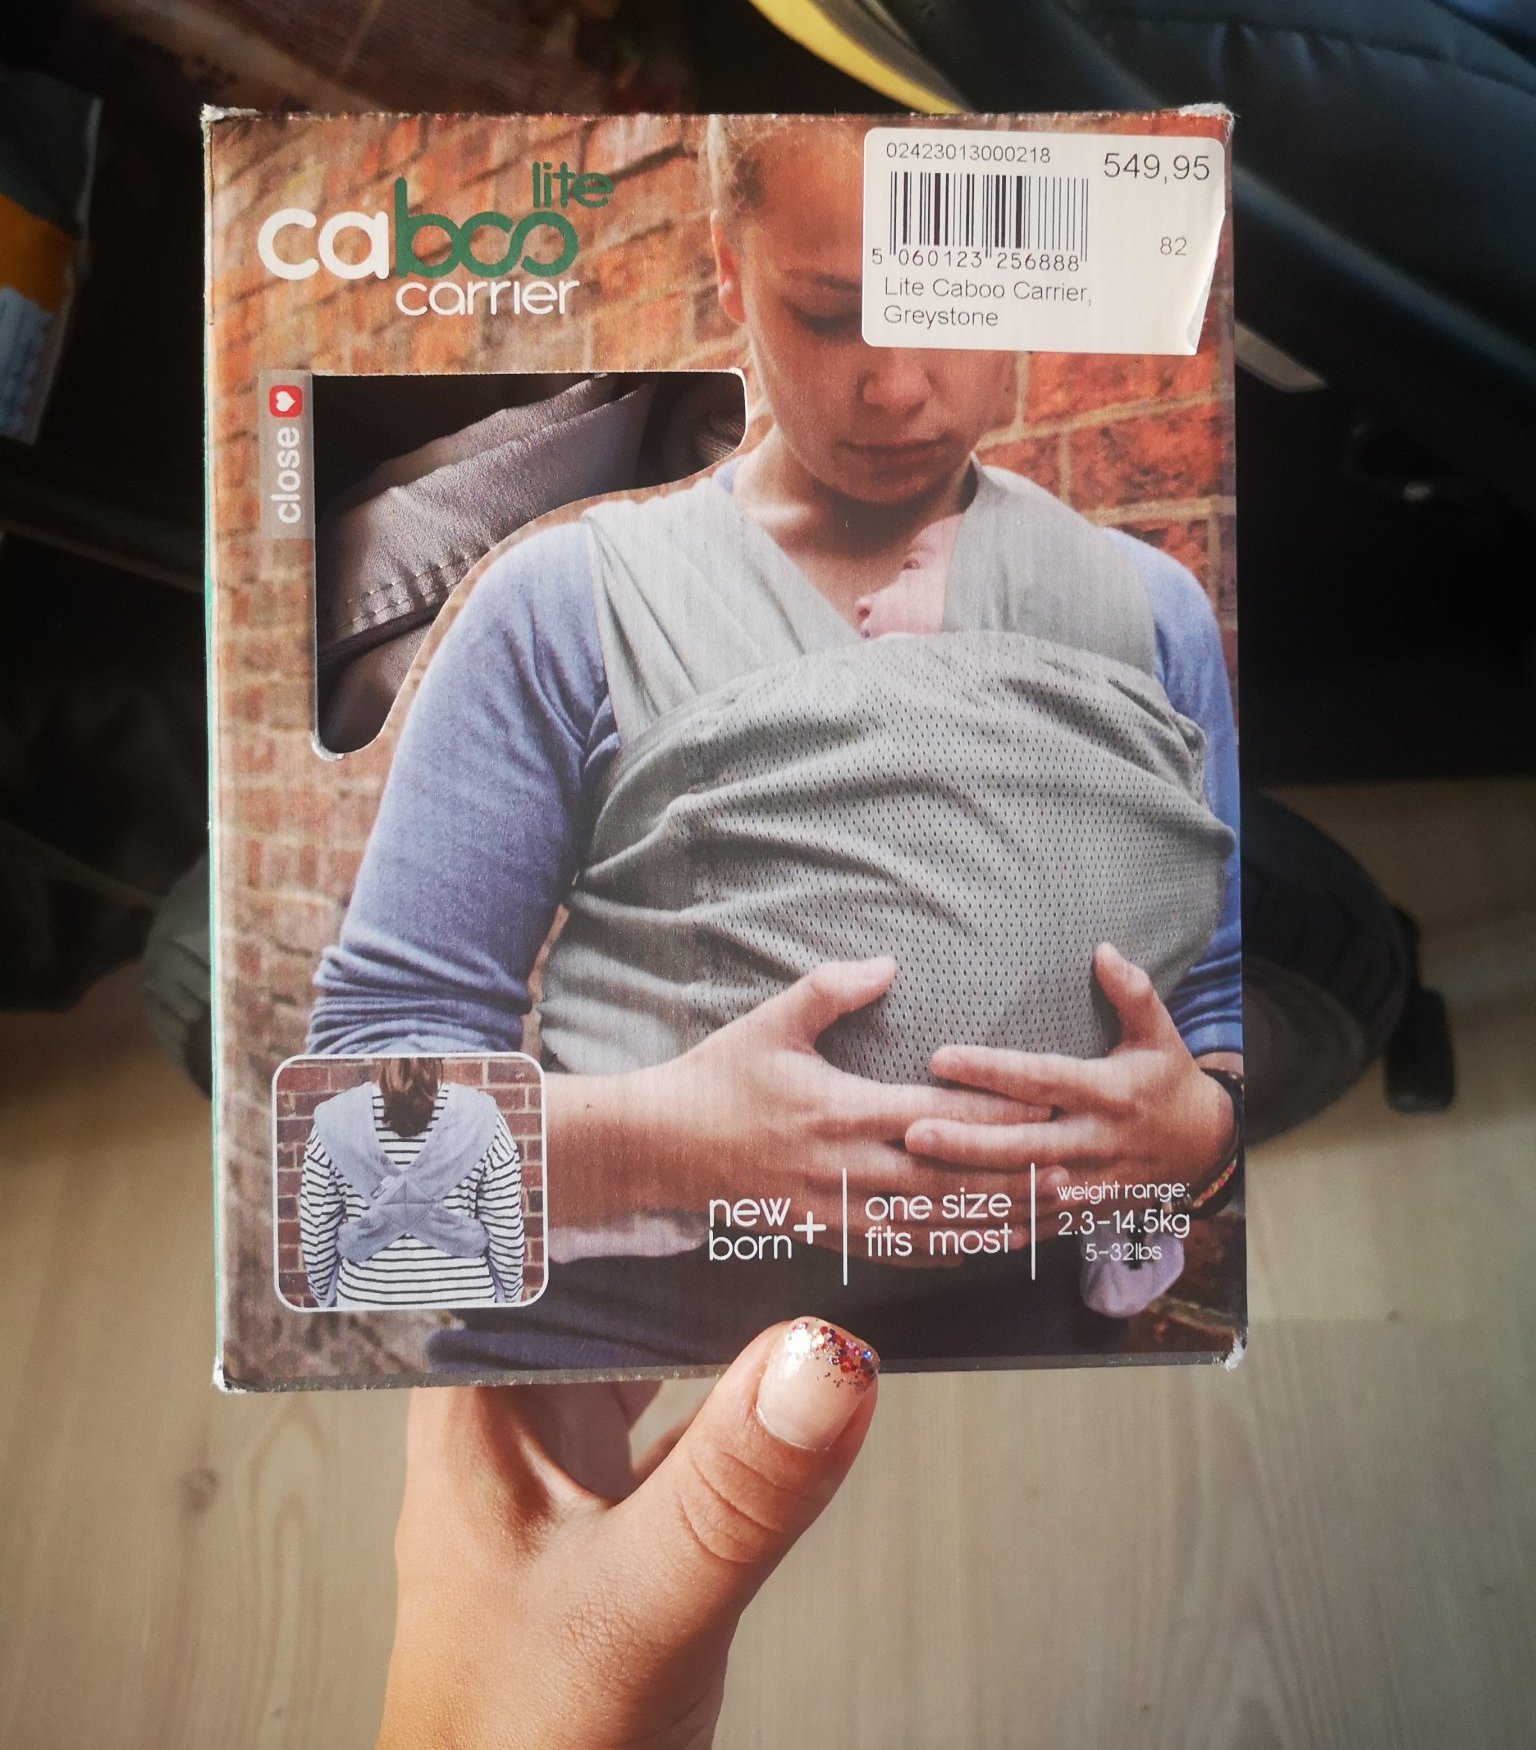 lite
caboo
carrier
close
02423013000218
549,95
82
5 060123 256888
Lite Caboo Carrier,
Greystone
new
born+
one size
fits most
weight range:
2.3-14.5kg
5-32lbs